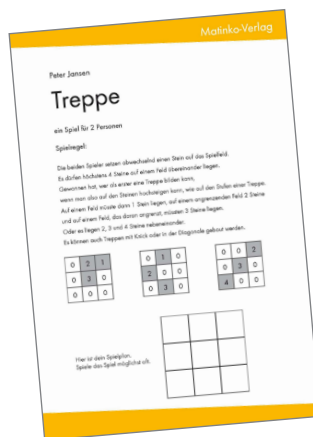 Matinko-Verlag
Peter Jansen
Treppe
ein Spiel für 2 Personen
Spielregel:
Die beiden Spieler setzen abwechselnd einen Stein auf das Spielfeld.
Es dürfen höchstens 4 Steine auf einem Feld übereinander liegen.
Gewonnen hat, wer als erster eine Treppe bilden kann,
wenn man also auf den Steinen hochsteigen kann, wie auf den Stufen einer Treppe.
Auf einem Feld müsste dann 1 Stein liegen, auf einem angrenzenden Feld 2 Steine
und auf einem Feld, das daran angrenzt, müssten 3 Steine liegen.
Oder es liegen 2, 3 und 4 Steine nebeneinander.
Es können auch Treppen mit Knick oder in der Diagonale gebaut werden.
0 2 1 0 1 0 0 0 2
0 3 0 2 0 0 0 3 0
0 0 0 0 3 0 4 0 0
Hier ist dein Spielplan.
Spiele das Spiel möglichst oft.